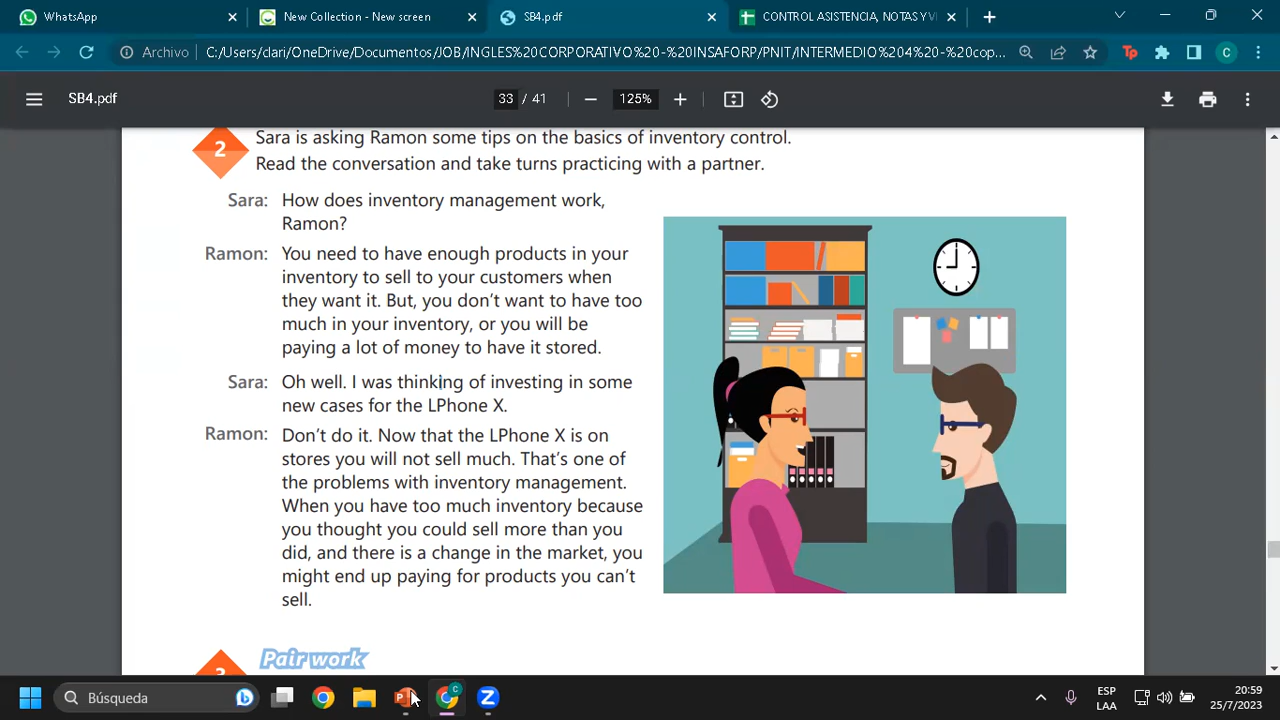 WhatsApp
New Collection - New screen
SB4.pdf
CONTROL ASISTENCIA, NOTAS Y VI
Archivo
C:/Users/clari/OneDrive/Documentos/JOB/INGLES%20CORPORATIVO%20-%20INSAFORP/PNIT/INTERMEDIO%204%20-%20cop...
Tp
C
SB4.pdf
33 / 41
125%
2
Sara is asking Ramon some tips on the basics of inventory control.
Read the conversation and take turns practicing with a partner.
Sara: How does inventory management work,
Ramon?
Ramon: You need to have enough products in your
inventory to sell to your customers when
they want it. But, you don't want to have too
much in your inventory, or you will be
paying a lot of money to have it stored.
Sara: Oh well. I was thinking of investing in some
new cases for the LPhone X.
Ramon: Don't do it. Now that the LPhone X is on
stores you will not sell much. That's one of
the problems with inventory management.
When you have too much inventory because
you thought you could sell more than you
did, and there is a change in the market, you
might end up paying for products you can't
sell.
3
Pair work
Búsqueda
ESP
LAA
20:59
25/7/2023